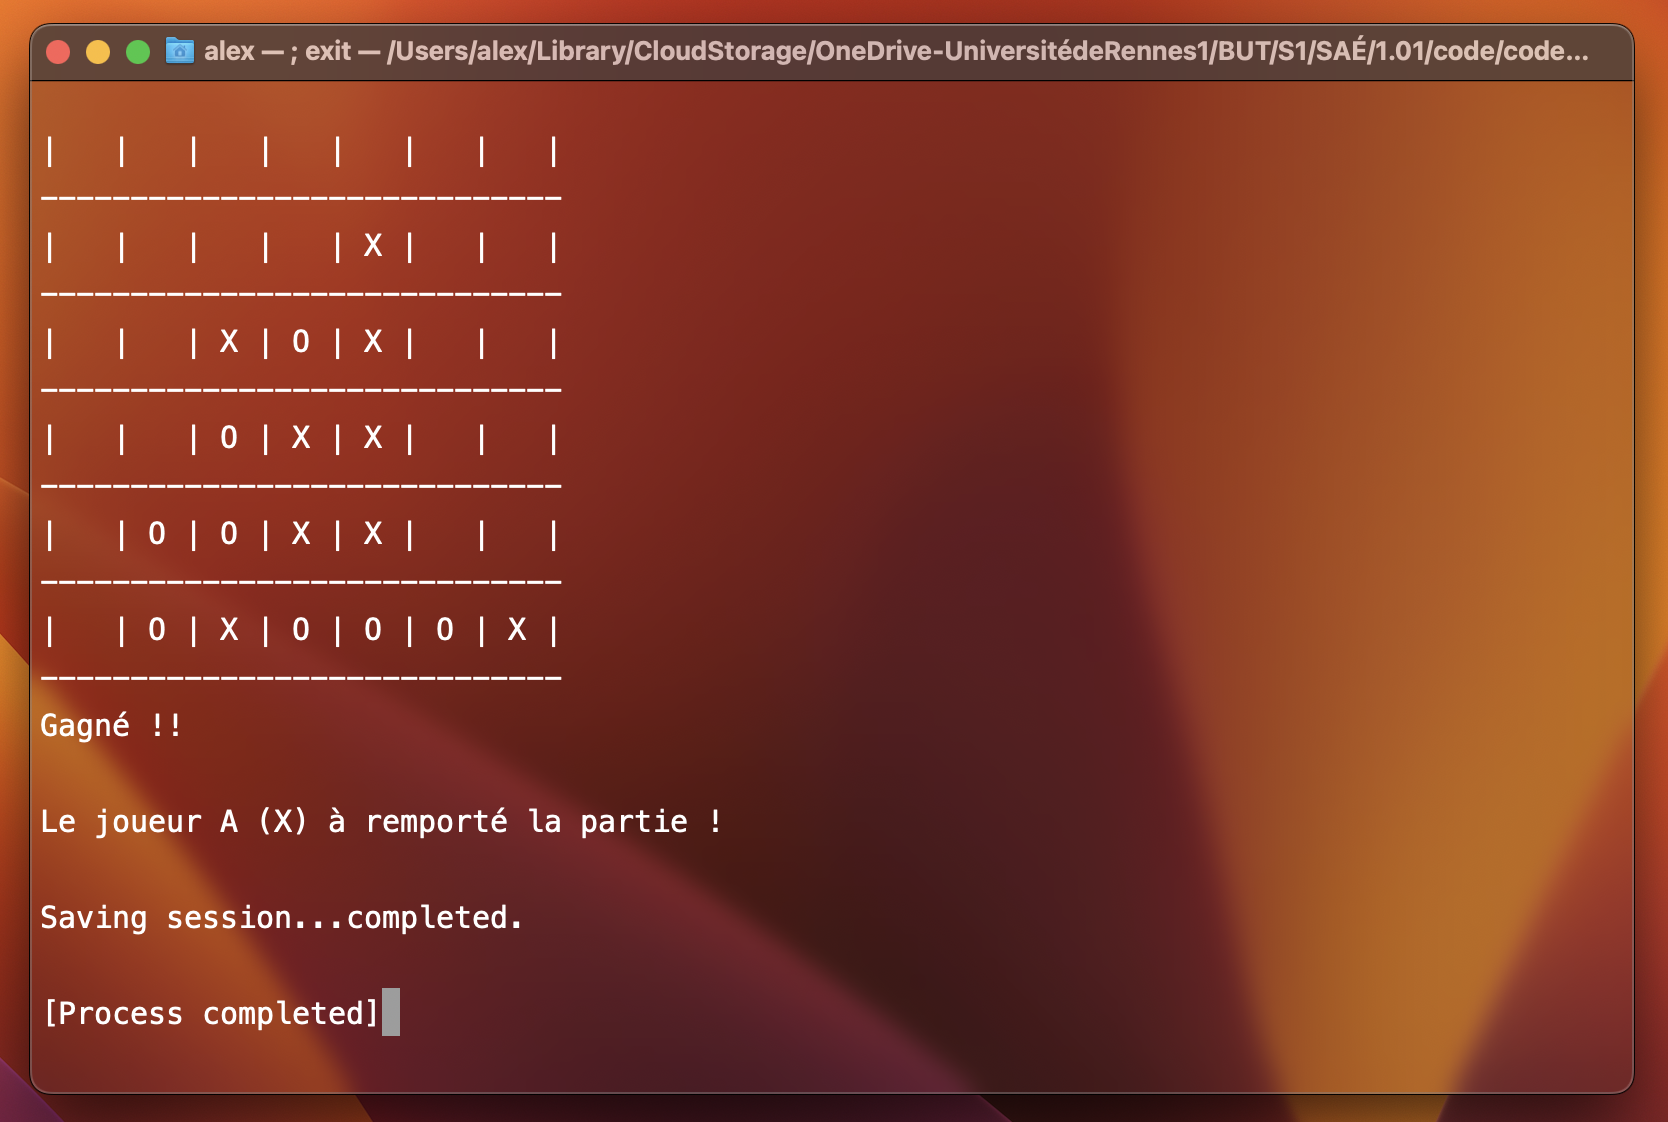 alex — ; exit — /Users/alex/Library/CloudStorage/OneDrive-UniversitédeRennes1/BUT/S1/SAÉ/1.01/code/code...
|   |   |   |   |   |   |   |
-----------------------------
|   |   |   |   | X |   |   |
-----------------------------
|   |   | X | O | X |   |   |
-----------------------------
|   |   | O | X | X |   |   |
-----------------------------
|   | O | O | X | X |   |   |
-----------------------------
|   | O | X | O | O | O | X |
-----------------------------
Gagné !!
Le joueur A (X) à remporté la partie !
Saving session...completed.
[Process completed]